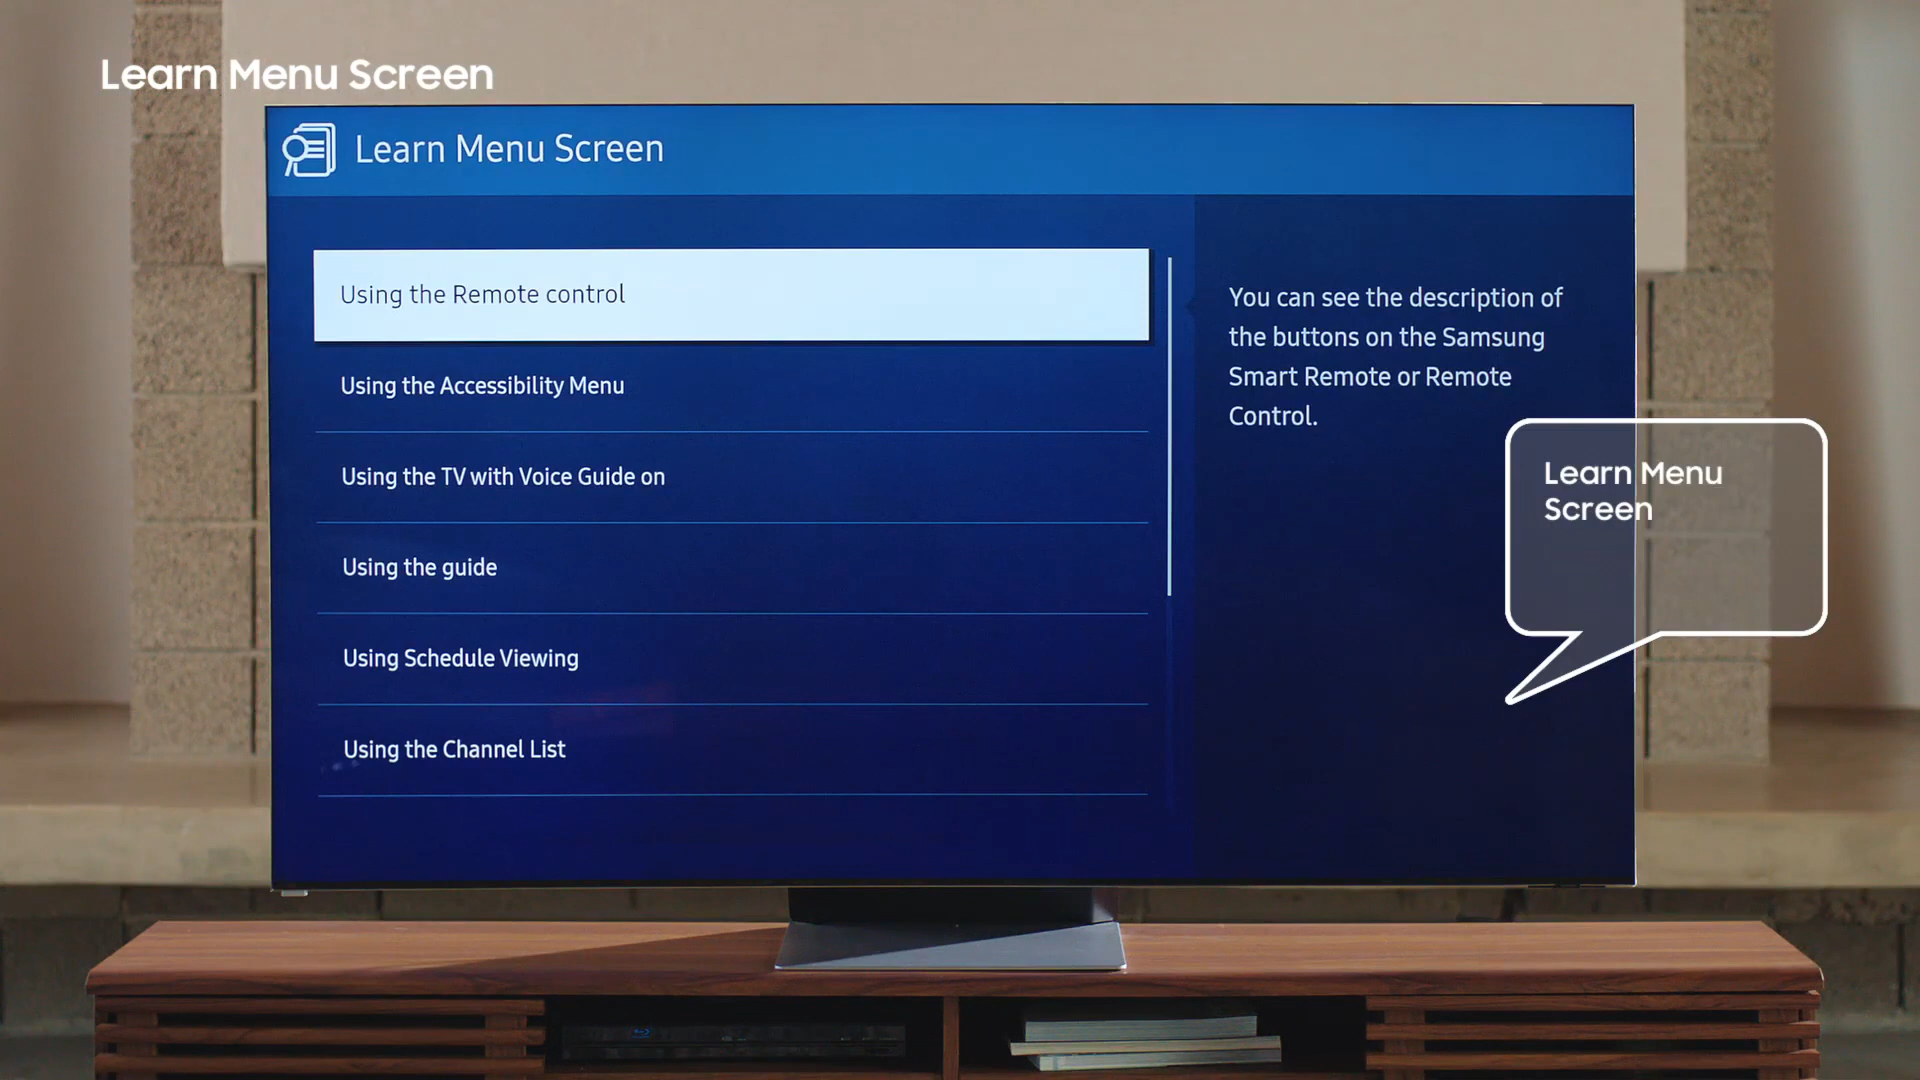 Learn Menu Screen
Learn Menu Screen
Using the Remote control
Using the Accessibility Menu
Using the TV with Voice Guide on
Using the guide
Using Schedule Viewing
Using the Channel List
You can see the description of
the buttons on the Samsung
Smart Remote or Remote
Control.
Learn Menu
Screen